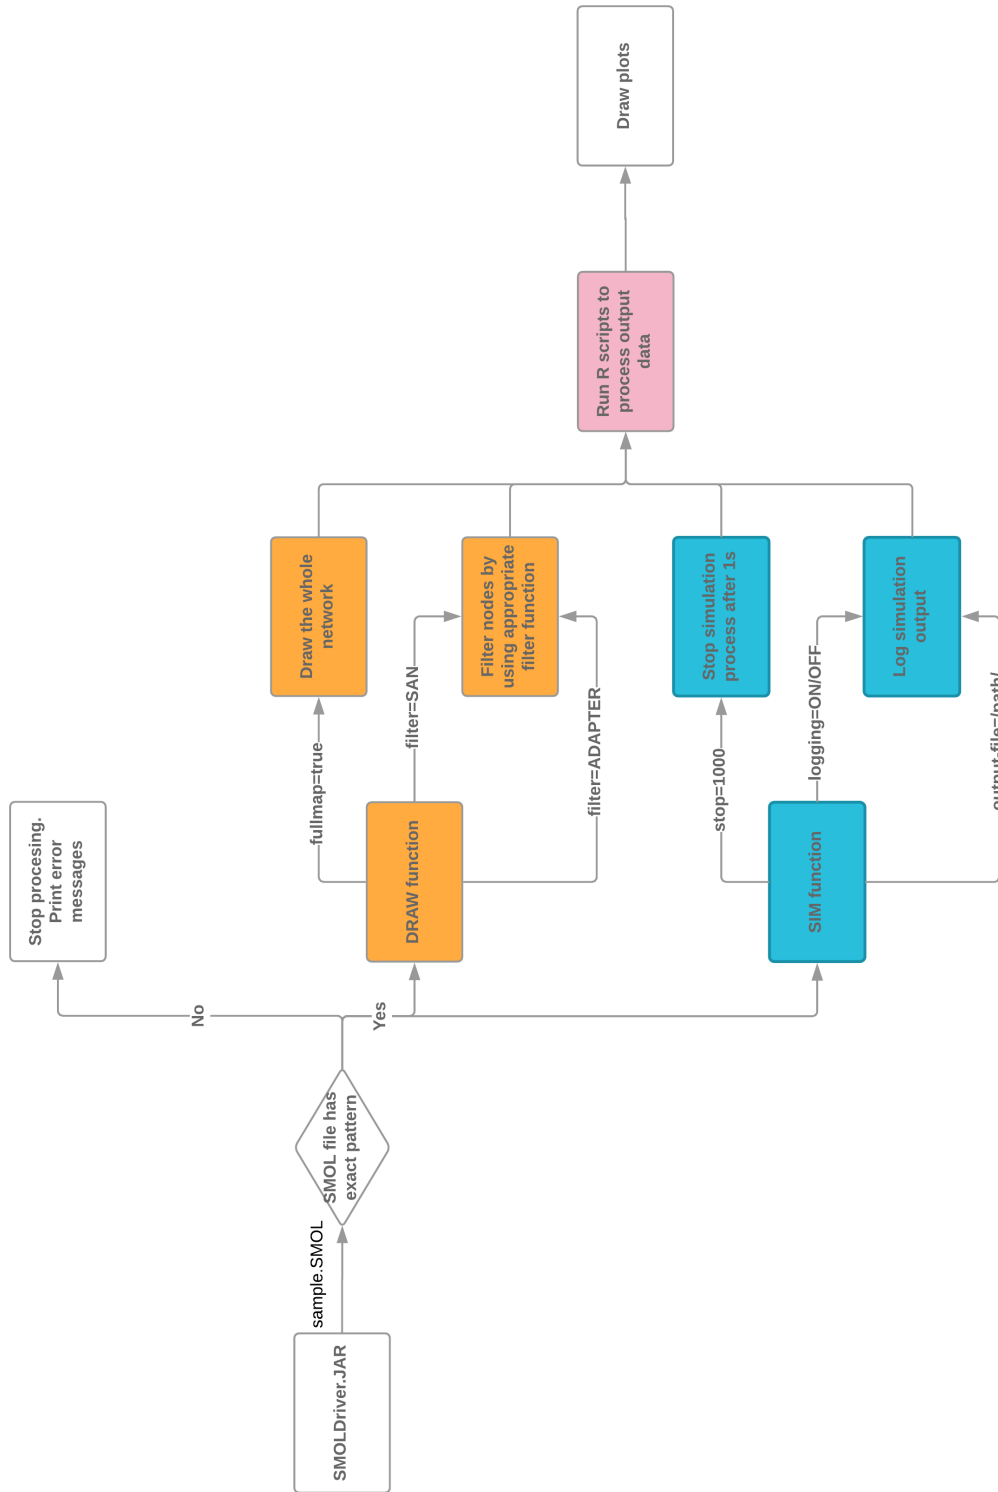 SMOLDriver.JAR
sample.SMOL
SMOL file has
exact pattern
No
Yes
Stop procesing.
Print error
messages
DRAW function
fullmap=true
filter=SAN
filter=ADAPTER
Draw the whole
network
Filter nodes by
using appropriate
filter function
SIM function
stop=1000
logging=ON/OFF
output-file=/path/
Stop simulation
process after 1s
Log simulation
output
Run R scripts to
process output
data
Draw plots